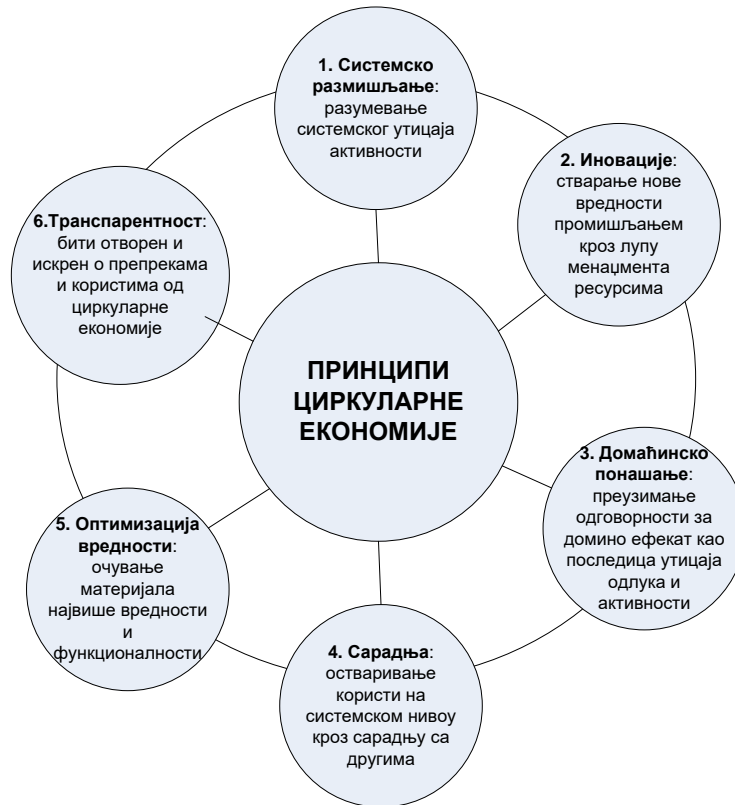 1. Системско
размишљање:
разумевање
системског утицаја
активности
2. Иновације:
стварање нове
вредности
промишљањем
кроз лупу
менаџмента
ресурсима
6.Транспарентност:
бити отворен и
искрен о препрекама
и користима од
циркуларне
економије
ПРИНЦИПИ
ЦИРКУЛАРНЕ
ЕКОНОМИЈЕ
3. Домаћинско
понашање:
преузимање
одговорности за
домино ефекат као
последица утицаја
одлука и
активности
5. Оптимизација
вредности:
очување
материјала
највише вредности
и
функционалности
4. Сарадња:
остваривање
користи на
системском нивоу
кроз сарадњу са
другима